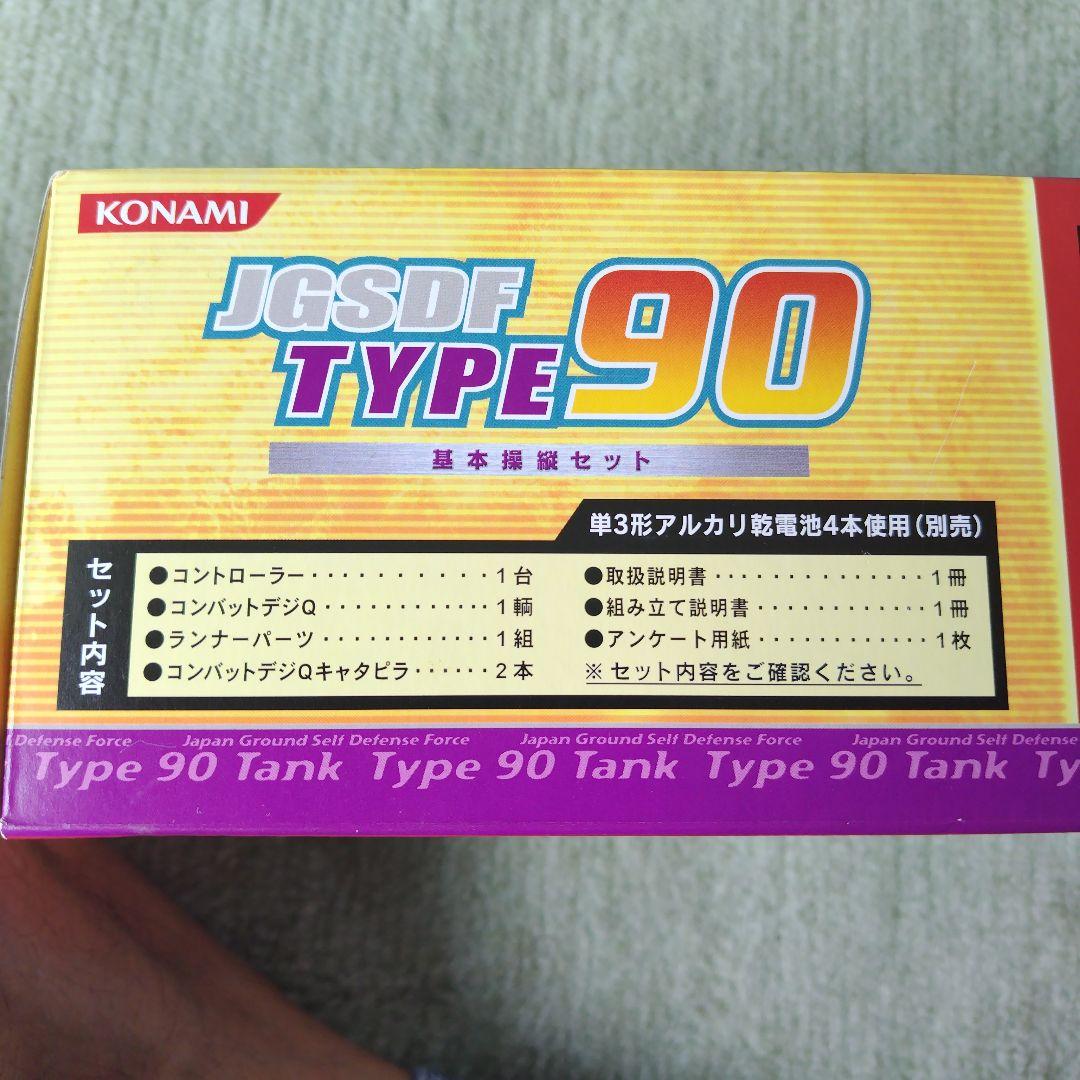 KONAMI
JGSDF
TYPE 90
基本操縦セット
単3形アルカリ乾電池4本使用(別売)
セット内容
●コントローラー・・・・・・・・・・1台
●コンバットデジQ・・・・・・・・・・・・1輌
●ランナーパーツ・・・・・・・・・・・・1組
●コンバットデジQキャタピラ・・・・・・2本
●取扱説明書・・・・・・・・・・・・・・1冊
●組み立て説明書・・・・・・・・・・・・1冊
●アンケート用紙・・・・・・・・・・・・1枚
※セット内容をご確認ください。
Defense Force Japan Ground Self Defense Force Japan Ground Self Defense Force Japan Ground Self Defense
Type 90 Tank Type 90 Tank Type 90 Tank Ty